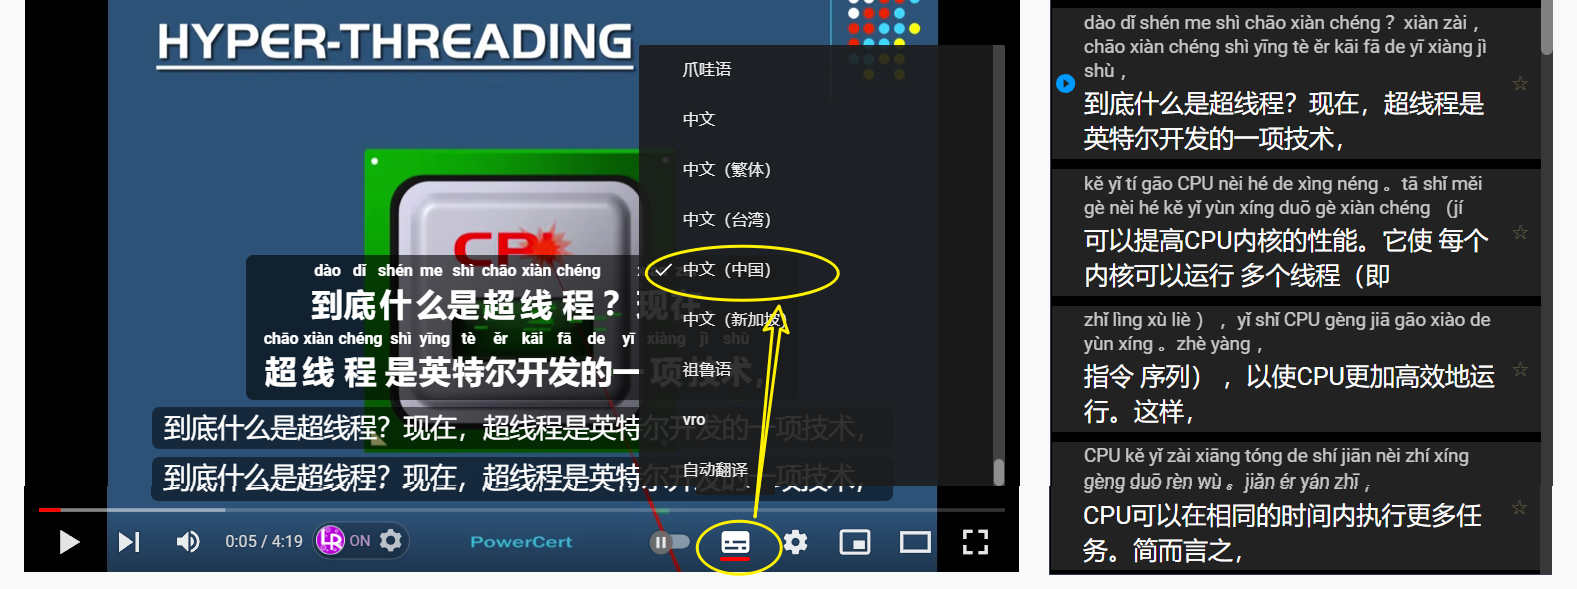 HYPER-THREADING
爪哇语
中文
中文（繁体）
中文（台湾）
中文（中国）
中文（新加坡）
祖鲁语
vro
自动翻译
dào dǐ shén me shì chāo xiàn chéng
到底什么是超线 程？现在
chāo xiàn chéng shì yīng tè ěr kāi fā de yī xiàng jì shù
超线 程 是英特尔开发的一 项技术，
到底什么是超线程？现在，超线程是英特尔开发的一项技术，
到底什么是超线程？现在，超线程是英特尔开发的一项技术，
0:05 / 4:19
LR
ON
PowerCert
dào dǐ shén me shì chāo xiàn chéng ? xiàn zài ,
chāo xiàn chéng shì yīng tè ěr kāi fā de yī xiàng jì
shù ,
到底什么是超线程？现在，超线程是
英特尔开发的一项技术，
kě yǐ tí gāo CPU nèi hé de xìng néng 。tā shǐ měi
gè nèi hé kě yǐ yùn xíng duō gè xiàn chéng （jí
可以提高CPU内核的性能。它使 每个
内核可以运行 多个线程（即
zhǐ lìng xù liè ） ，yǐ shǐ CPU gèng jiā gāo xiào de
yùn xíng 。zhè yàng ,
指令 序列） ，以使CPU更加高效地运
行。这样，
CPU kě yǐ zài xiāng tóng de shí jiān nèi zhí xíng
gèng duō rèn wù 。jiǎn ér yán zhī ,
CPU可以在相同的时间内执行更多任
务。简而言之，